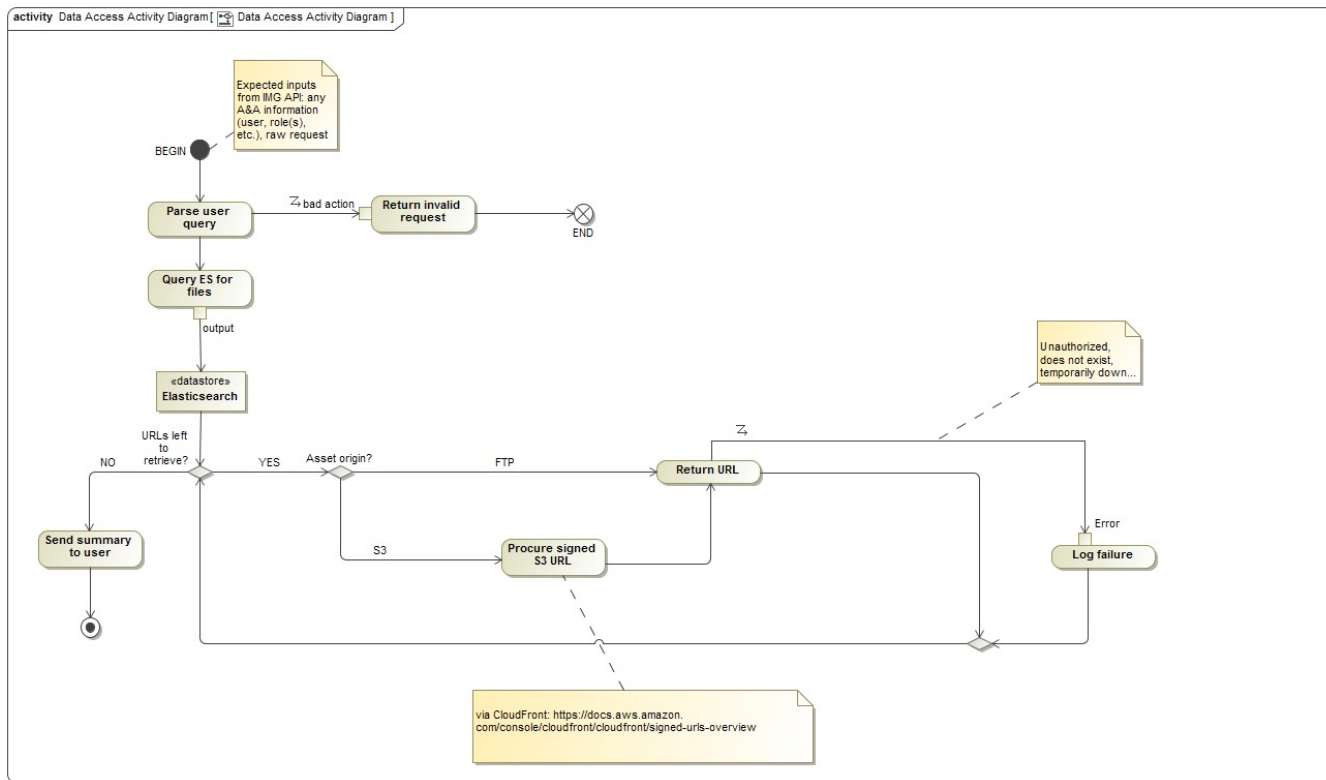 activity Data Access Activity Diagram[ Data Access Activity Diagram ]
Expected inputs
from IMG API: any
A&A information
(user, role(s),
etc.), raw request
BEGIN
Parse user
query
bad action
Return invalid
request
END
Query ES for
files
output
«datastore»
Elasticsearch
Unauthorized,
does not exist,
temporarily down...
URLs left
to
retrieve?
NO
YES
Asset origin?
FTP
Return URL
S3
Procure signed
S3 URL
Send summary
to user
Error
Log failure
via CloudFront: https://docs.aws.amazon.
com/console/cloudfront/cloudfront/signed-urls-overview